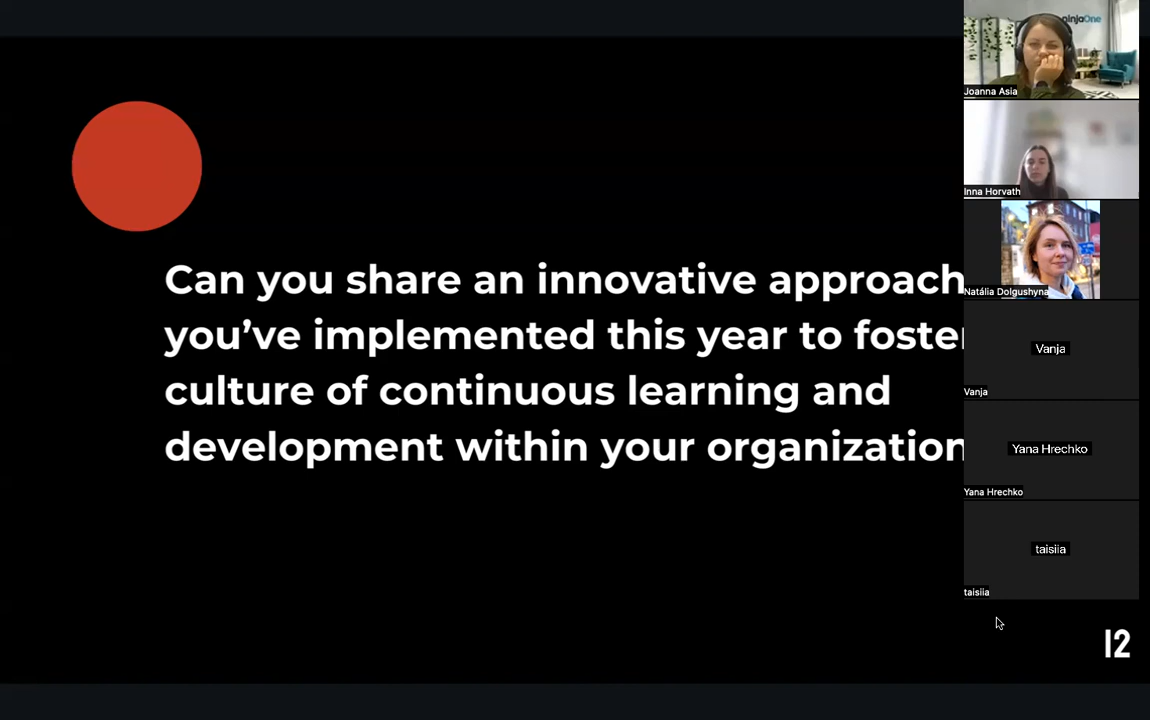 Can you share an innovative approach
you've implemented this year to foster
culture of continuous learning and
development within your organization
12
ninjaOne
Joanna Asia
Inna Horvath
Natália Dolgushyna
Vanja
Vanja
Yana Hrechko
Yana Hrechko
taisiia
taisiia